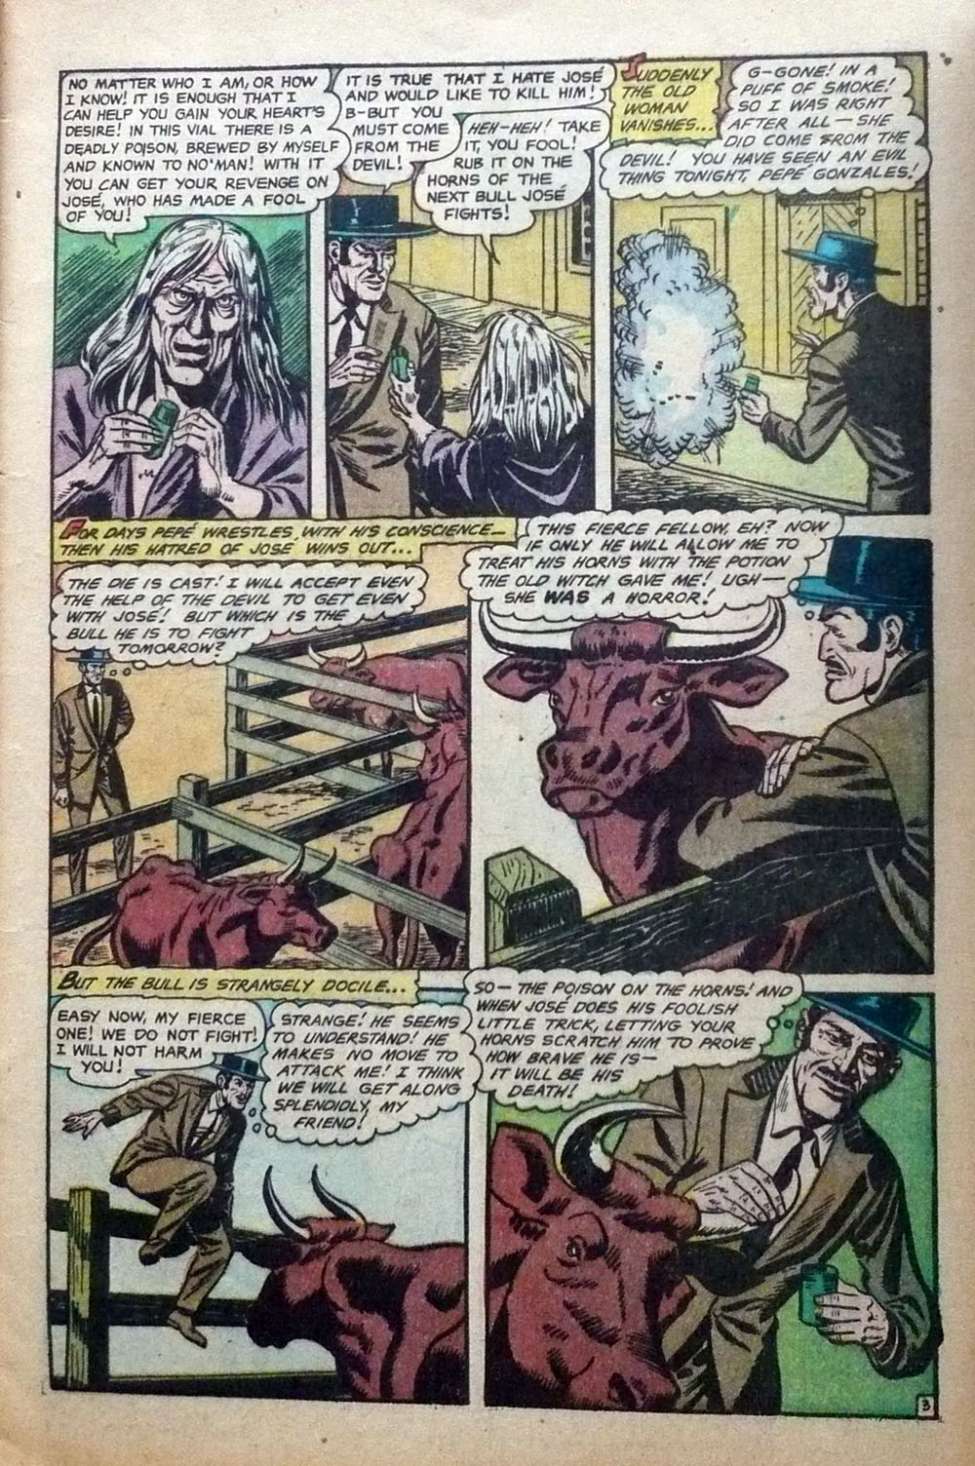 NO MATTER WHO I AM, OR HOW
I KNOW! IT IS ENOUGH THAT I
CAN HELP YOU GAIN YOUR HEART'S
DESIRE! IN THIS VIAL THERE IS A
DEADLY POISON, BREWED BY MYSELF
AND KNOWN TO NO MAN! WITH IT
YOU CAN GET YOUR REVENGE ON
JOSÉ, WHO HAS MADE A FOOL
OF YOU!
IT IS TRUE THAT I HATE JOSÉ
AND WOULD LIKE TO KILL HIM!
B-BUT YOU
MUST COME
FROM THE
DEVIL!
HEH-HEH! TAKE
IT, YOU FOOL!
RUB IT ON THE
HORNS OF THE
NEXT BULL JOSÉ
FIGHTS!
SUDDENLY
THE OLD
WOMAN
VANISHES...
G-GONE! IN A
PUFF OF SMOKE!
SO I WAS RIGHT
AFTER ALL—SHE
DID COME FROM THE
DEVIL! YOU HAVE SEEN AN EVIL
THING TONIGHT, PEPÉ GONZALES!
FOR DAYS PEPÉ WRESTLES WITH HIS CONSCIENCE—
THEN HIS HATRED OF JOSÉ WINS OUT...
THE DIE IS CAST! I WILL ACCEPT EVEN
THE HELP OF THE DEVIL TO GET EVEN
WITH JOSÉ! BUT WHICH IS THE
BULL HE IS TO FIGHT
TOMORROW?
THIS FIERCE FELLOW, EH? NOW
IF ONLY HE WILL ALLOW ME TO
TREAT HIS HORNS WITH THE POTION
THE OLD WITCH GAVE ME! UGH—
SHE WAS A HORROR!
BUT THE BULL IS STRANGELY DOCILE...
EASY NOW, MY FIERCE
ONE! WE DO NOT FIGHT!
I WILL NOT HARM
YOU!
STRANGE! HE SEEMS
TO UNDERSTAND! HE
MAKES NO MOVE TO
ATTACK ME! I THINK
WE WILL GET ALONG
SPLENDIDLY, MY
FRIEND!
SO—THE POISON ON THE HORNS! AND
WHEN JOSÉ DOES HIS FOOLISH
LITTLE TRICK, LETTING YOUR
HORNS SCRATCH HIM TO PROVE
HOW BRAVE HE IS—
IT WILL BE HIS
DEATH!
3